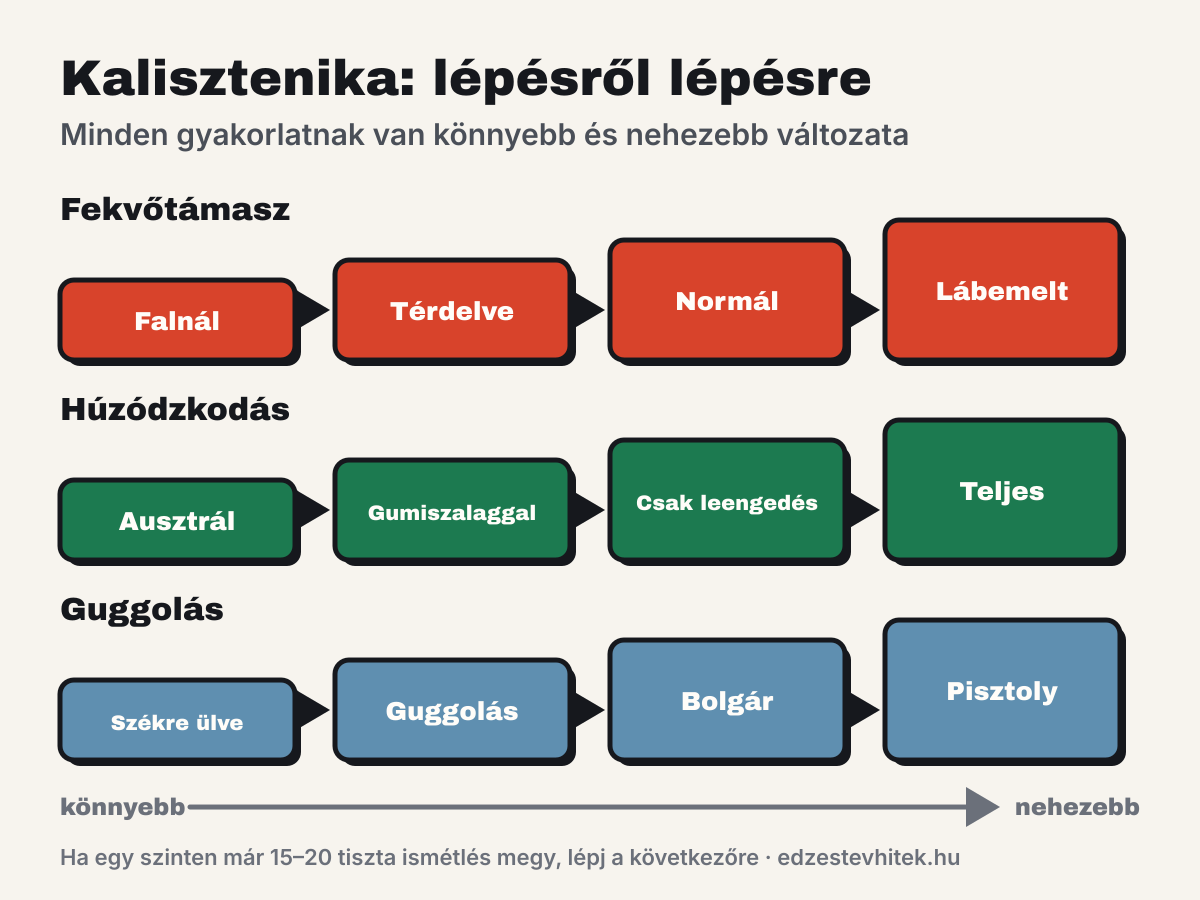 Kalisztenika: lépésről lépésre
Minden gyakorlatnak van könnyebb és nehezebb változata
Fekvőtámasz
Falnál
Térdelve
Normál
Lábemelt
Húzódzkodás
Ausztrál
Gumiszalaggal
Csak leengedés
Teljes
Guggolás
Székre ülve
Guggolás
Bolgár
Pisztoly
könnyebb
nehezebb
Ha egy szinten már 15–20 tiszta ismétlés megy, lépj a következőre · edzestevhitek.hu